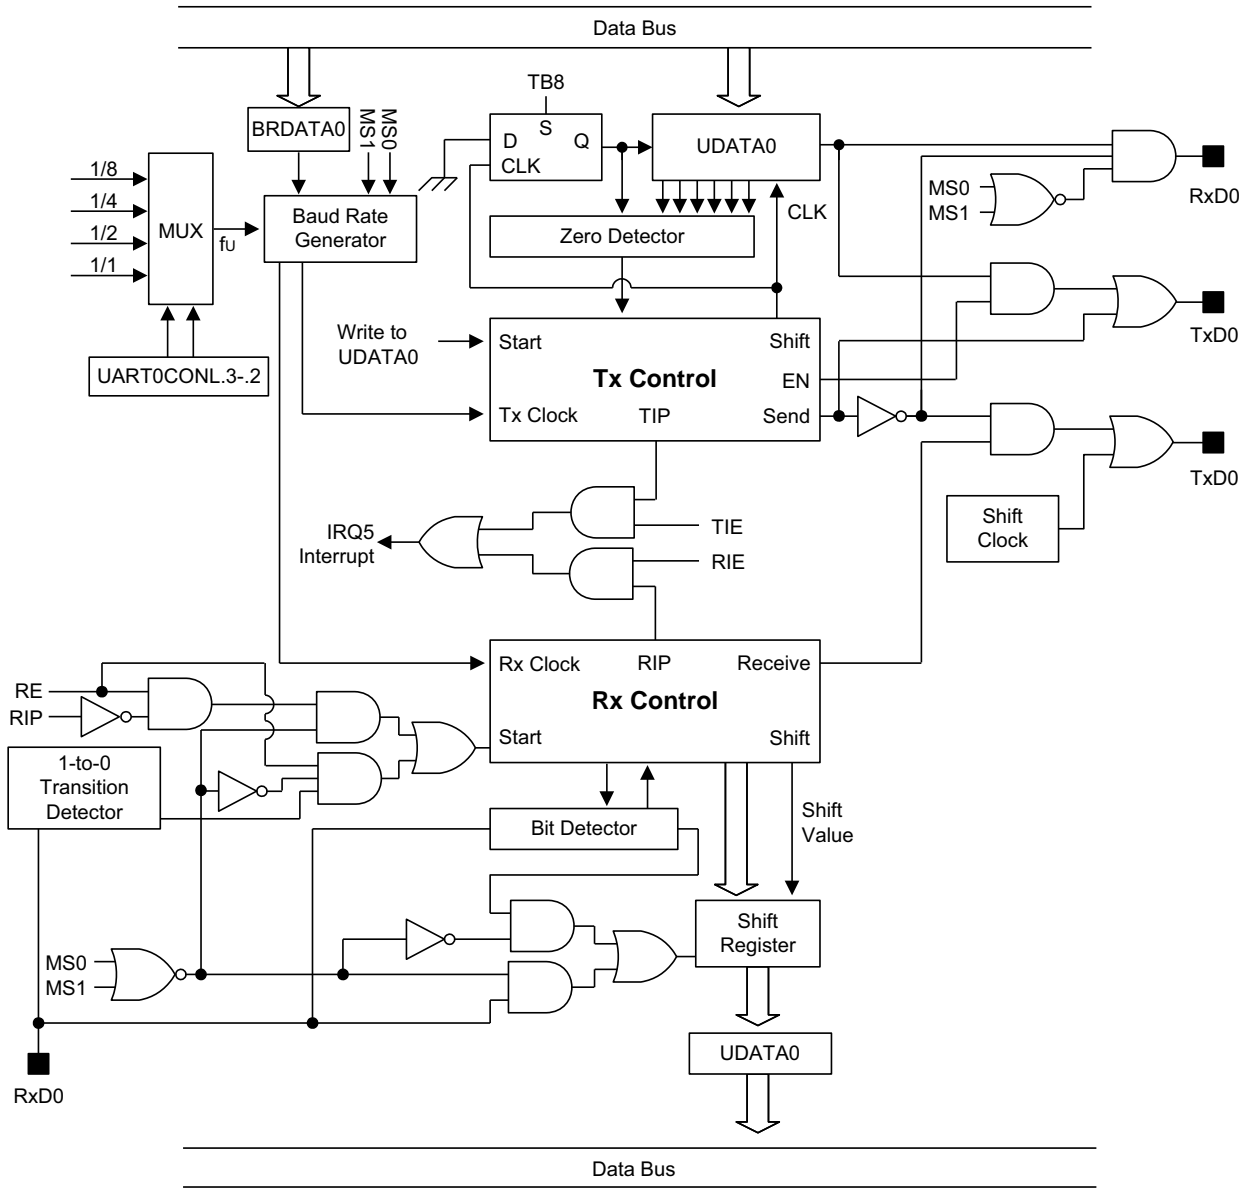 Data Bus
TB8
BRDATA0
MS1
MS0
S
D
Q
CLK
UDATA0
1/8
1/4
1/2
1/1
MUX
fU
Baud Rate
Generator
Zero Detector
CLK
MS0
MS1
RxD0
UART0CONL.3-.2
Write to
UDATA0
Start
Shift
Tx Control
EN
Tx Clock
TIP
Send
TxD0
TxD0
Shift
Clock
IRQ5
Interrupt
TIE
RIE
RE
RIP
Rx Clock
RIP
Receive
Rx Control
Start
Shift
1-to-0
Transition
Detector
Bit Detector
Shift
Value
Shift
Register
MS0
MS1
UDATA0
RxD0
Data Bus